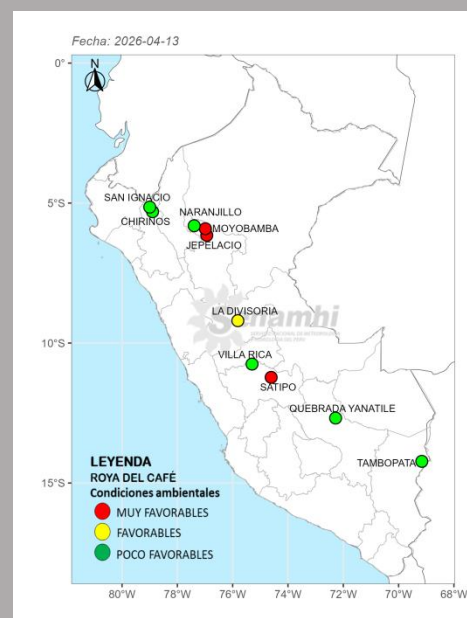 Fecha: 2026-04-13
N
0°
5°S
10°S
15°S
SAN IGNACIO
CHIRINOS
NARANJILLO
MOYOBAMBA
JEPELACIO
LA DIVISORIA
Senamhi
VILLA RICA
SATIPO
QUEBRADA YANATILE
TAMBOPATA
LEYENDA
ROYA DEL CAFÉ
Condiciones ambientales
MUY FAVORABLES
FAVORABLES
POCO FAVORABLES
80°W 78°W 76°W 74°W 72°W 70°W 68°W